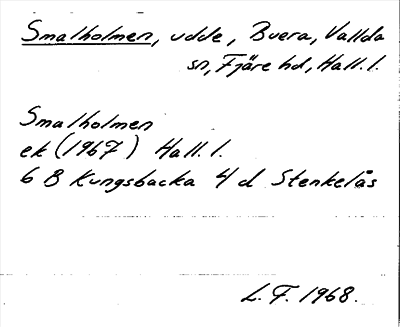 Smalholmen, udde, Buera, Vallda
sn, Fjäre hd, Hall. l.
Smalholmen
ek (1967) Hall. l.
6 B Kungsbacka 4 d Stenkelås
L. F. 1968.